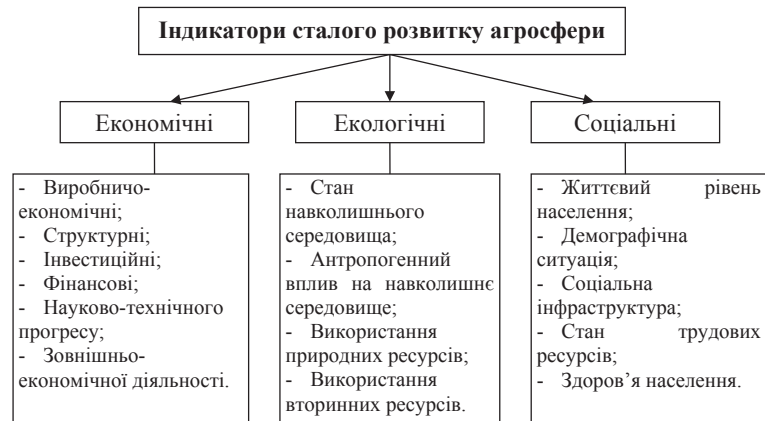 Індикатори сталого розвитку агросфери
Економічні
Екологічні
Соціальні
- Виробничо-
економічні;
- Структурні;
- Інвестиційні;
- Фінансові;
- Науково-технічного
прогресу;
- Зовнішньо-
економічної діяльності.
- Стан
навколишнього
середовища;
- Антропогенний
вплив на навколишнє
середовище;
- Використання
природних ресурсів;
- Використання
вторинних ресурсів.
- Життєвий рівень
населення;
- Демографічна
ситуація;
- Соціальна
інфраструктура;
- Стан трудових
ресурсів;
- Здоров’я населення.